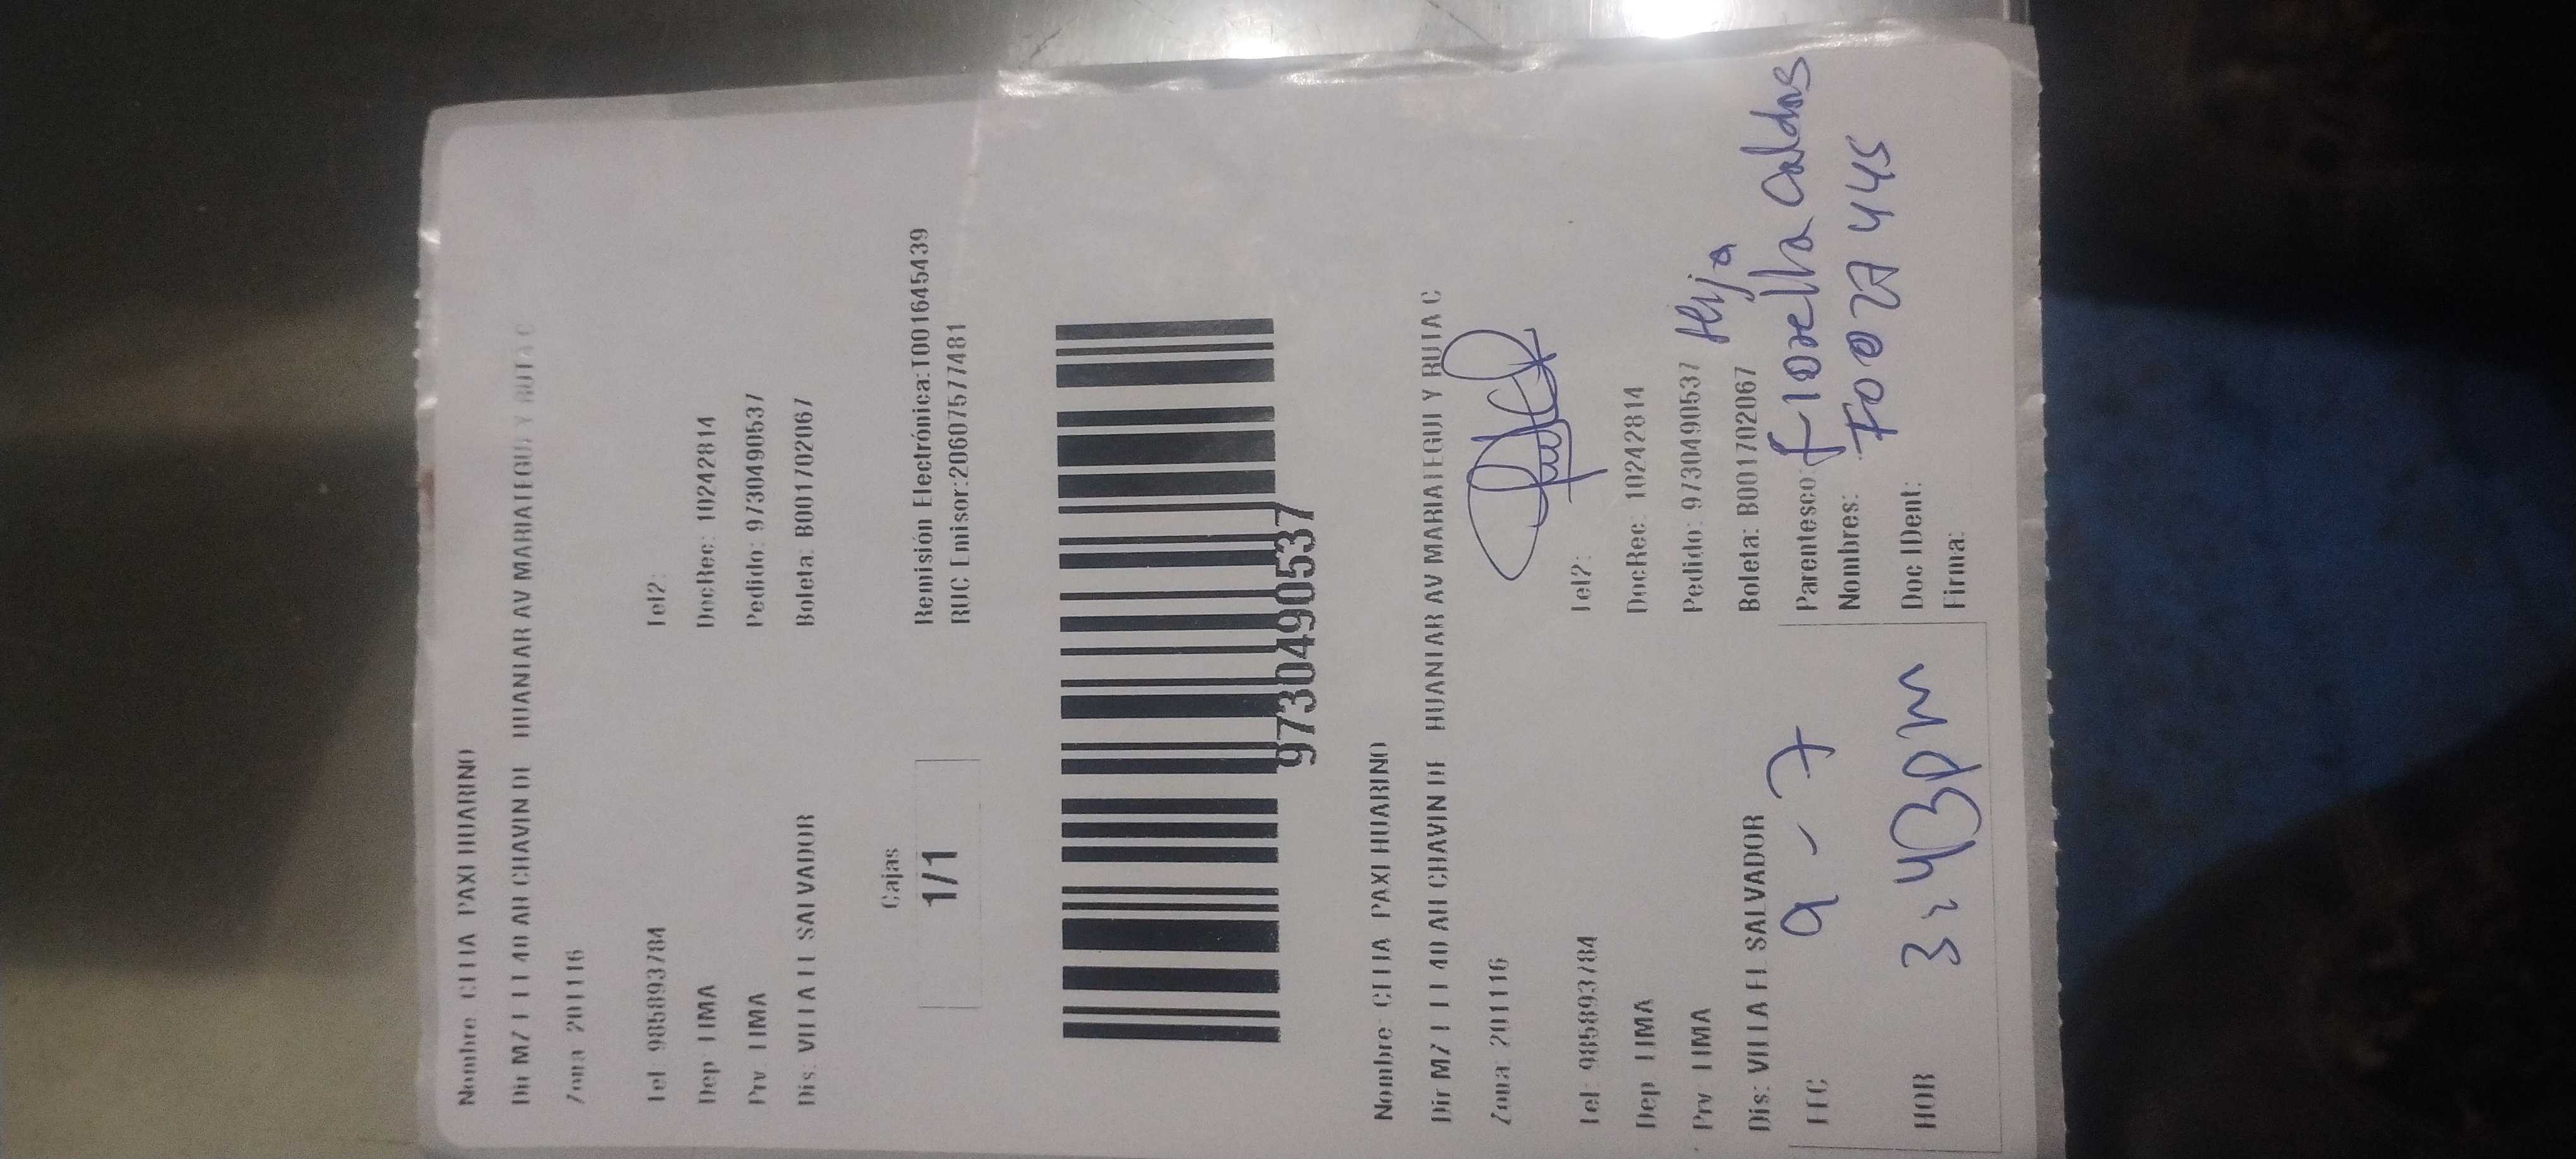 Nombre CELIA PAXI HUARINO
Dir MZ I LT 40 AH CHAVIN DE HUANTAR AV MARIATEGUI Y RUTA C
Zona 201116
Tel 985893784
Tel2:
Dep LIMA
DocRec: 10242814
Prv LIMA
Pedido: 9730490537
Dis: VILLA EL SALVADOR
Boleta: B001702067
Cajas
1/1
Remisión Electrónica:T001645439
RUC Emisor:20607577481
9730490537
Nombre: CELIA PAXI HUARINO
Dir MZ I LT 40 AH CHAVIN DE HUANTAR AV MARIATEGUI Y RUTA C
Zona: 201116
Tel: 985893784
Tel2:
Dep LIMA
DocRec: 10242814
Prv LIMA
Pedido: 9730490537
Dis: VILLA EL SALVADOR
Boleta: B001702067
FEC 9-7
Parentesco: Hija
Nombres: Fiorella Caldas
HOR 3:43pm
Doc IDent: 70027445
Firma: